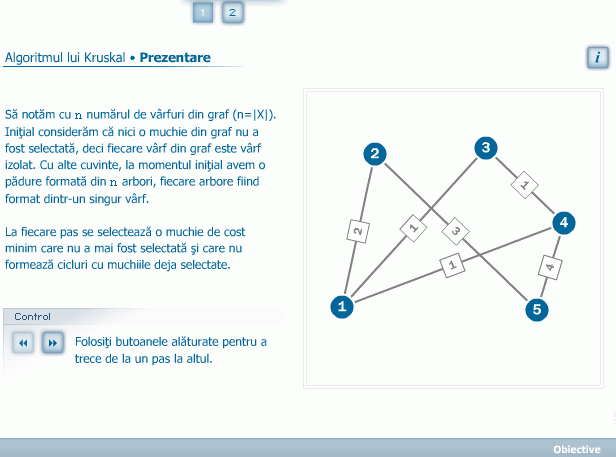 1 2
Algoritmul lui Kruskal • Prezentare
i
Să notăm cu n numărul de vârfuri din graf (n=|X|).
Iniţial considerăm că nici o muchie din graf nu a
fost selectată, deci fiecare vârf din graf este vârf
izolat. Cu alte cuvinte, la momentul iniţial avem o
pădure formată din n arbori, fiecare arbore fiind
format dintr-un singur vârf.
La fiecare pas se selectează o muchie de cost
minim care nu a mai fost selectată şi care nu
formează cicluri cu muchiile deja selectate.
Control
Folosiţi butoanele alăturate pentru a
trece de la un pas la altul.
2
3
1
4
2
1
3
1
4
1
5
Obiective